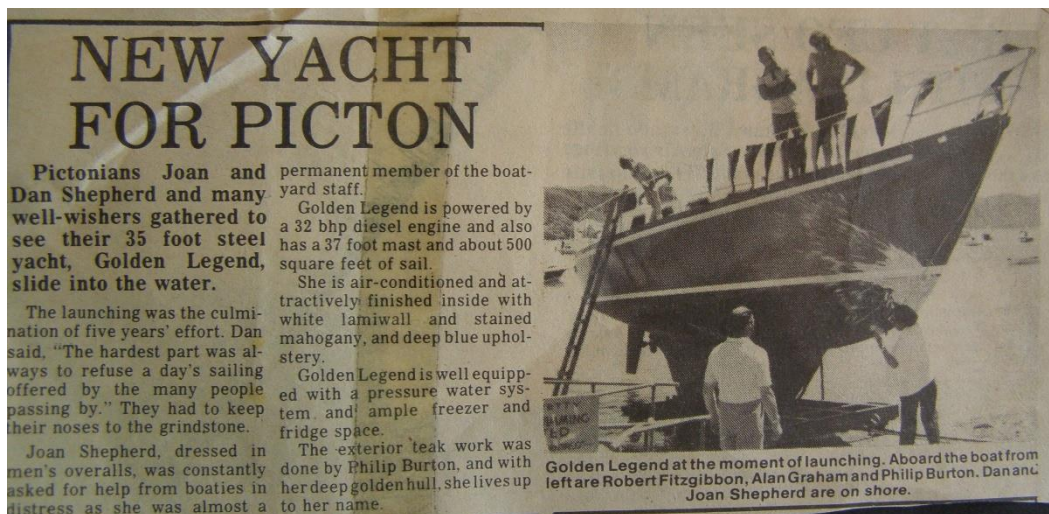 NEW YACHT
FOR PICTON
Pictonians Joan and
Dan Shepherd and many
well-wishers gathered to
see their 35 foot steel
yacht, Golden Legend,
slide into the water.
The launching was the culmi-
nation of five years' effort. Dan
said, "The hardest part was al-
ways to refuse a day's sailing
offered by the many people
passing by." They had to keep
their noses to the grindstone.
Joan Shepherd, dressed in
men's overalls, was constantly
asked for help from boaties in
distress as she was almost a
permanent member of the boat-
yard staff.
Golden Legend is powered by
a 32 bhp diesel engine and also
has a 37 foot mast and about 500
square feet of sail.
She is air-conditioned and at-
tractively finished inside with
white lamiwall and stained
mahogany, and deep blue uphol-
stery.
Golden Legend is well equipp-
ed with a pressure water sys-
tem and ample freezer and
fridge space.
The exterior teak work was
done by Philip Burton, and with
her deep golden hull, she lives up
to her name.
Golden Legend at the moment of launching. Aboard the boat from
left are Robert Fitzgibbon, Alan Graham and Philip Burton. Dan and
Joan Shepherd are on shore.